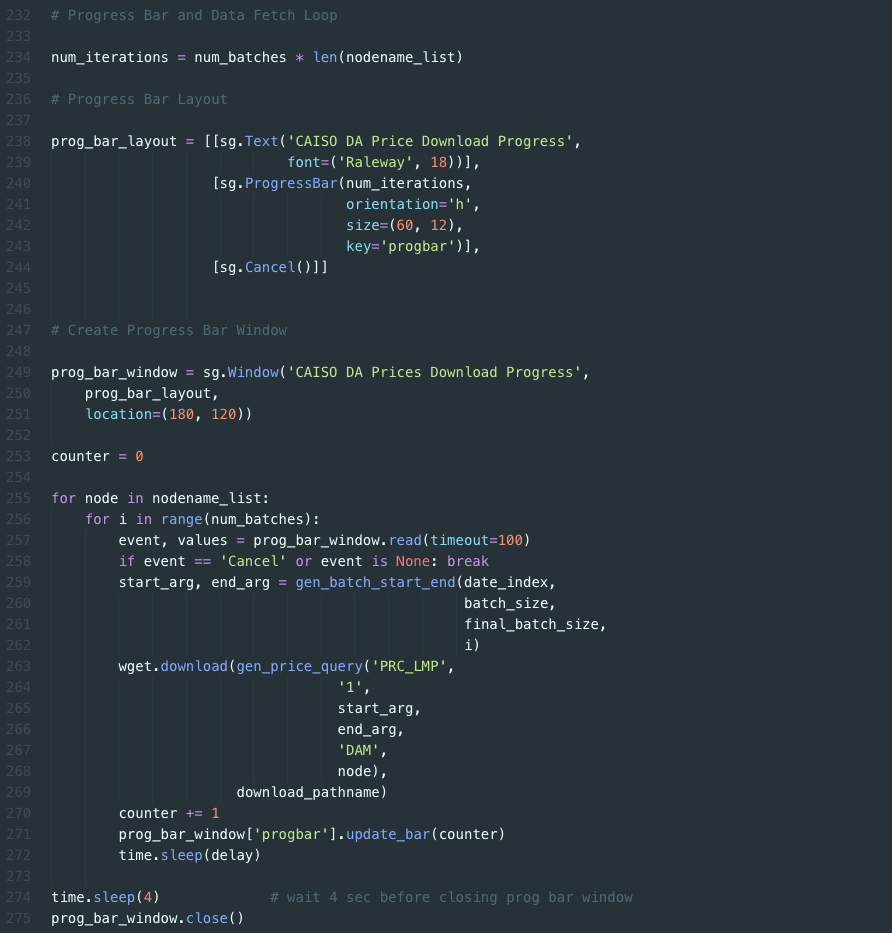 232 # Progress Bar and Data Fetch Loop
233
234 num_iterations = num_batches * len(nodename_list)
235
236 # Progress Bar Layout
237
238 prog_bar_layout = [[sg.Text('CAISO DA Price Download Progress',
239                             font=('Raleway', 18))],
240                    [sg.ProgressBar(num_iterations,
241                                    orientation='h',
242                                    size=(60, 12),
243                                    key='progbar')],
244                    [sg.Cancel()]]
245
246
247 # Create Progress Bar Window
248
249 prog_bar_window = sg.Window('CAISO DA Prices Download Progress',
250     prog_bar_layout,
251     location=(180, 120))
252
253 counter = 0
254
255 for node in nodename_list:
256     for i in range(num_batches):
257         event, values = prog_bar_window.read(timeout=100)
258         if event == 'Cancel' or event is None: break
259         start_arg, end_arg = gen_batch_start_end(date_index,
260                                                  batch_size,
261                                                  final_batch_size,
262                                                  i)
263         wget.download(gen_price_query('PRC_LMP',
264                                   '1',
265                                   start_arg,
266                                   end_arg,
267                                   'DAM',
268                                   node),
269                       download_pathname)
270         counter += 1
271         prog_bar_window['progbar'].update_bar(counter)
272         time.sleep(delay)
273
274 time.sleep(4)             # wait 4 sec before closing prog bar window
275 prog_bar_window.close()